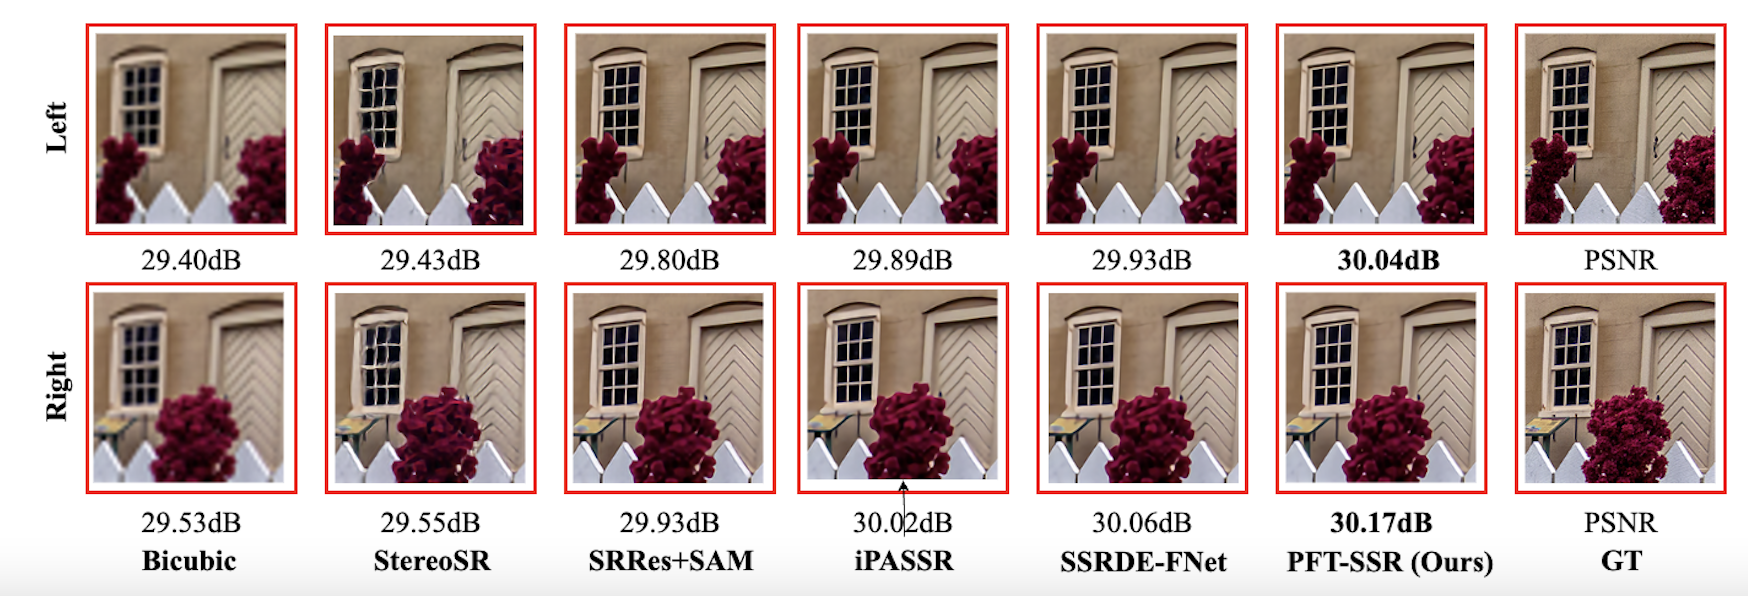 Left
29.40dB 29.43dB 29.80dB 29.89dB 29.93dB 30.04dB PSNR
Right
29.53dB 29.55dB 29.93dB 30.02dB 30.06dB 30.17dB PSNR
Bicubic StereoSR SRRes+SAM iPASSR SSRDE-FNet PFT-SSR (Ours) GT